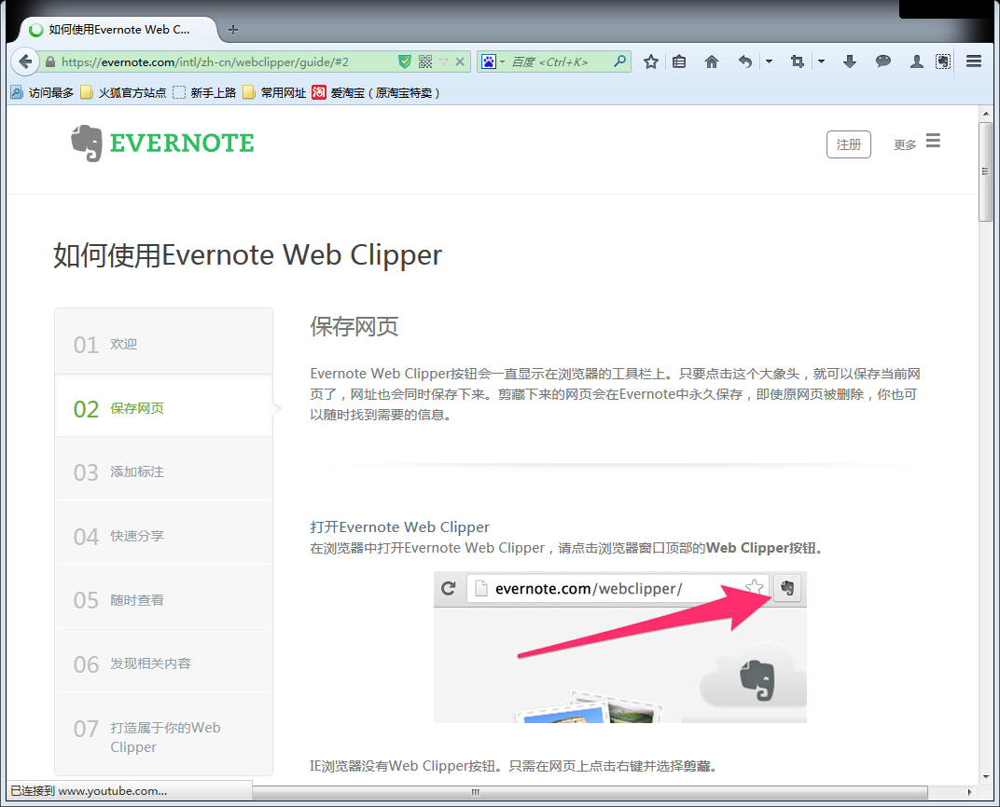 如何使用Evernote Web C...
https://evernote.com/intl/zh-cn/webclipper/guide/#2
百度 <Ctrl+K>
访问最多 火狐官方站点 新手上路 常用网址 淘 爱淘宝（原淘宝特卖）
EVERNOTE
注册
更多
如何使用Evernote Web Clipper
01 欢迎
02 保存网页
03 添加标注
04 快速分享
05 随时查看
06 发现相关内容
07 打造属于你的Web
Clipper
保存网页
Evernote Web Clipper按钮会一直显示在浏览器的工具栏上。只要点击这个大象头，就可以保存当前网
页了，网址也会同时保存下来。剪藏下来的网页会在Evernote中永久保存，即使原网页被删除，你也可
以随时找到需要的信息。
打开Evernote Web Clipper
在浏览器中打开Evernote Web Clipper，请点击浏览器窗口顶部的Web Clipper按钮。
evernote.com/webclipper/
IE浏览器没有Web Clipper按钮。只需在网页上点击右键并选择剪藏。
已连接到 www.youtube.com...